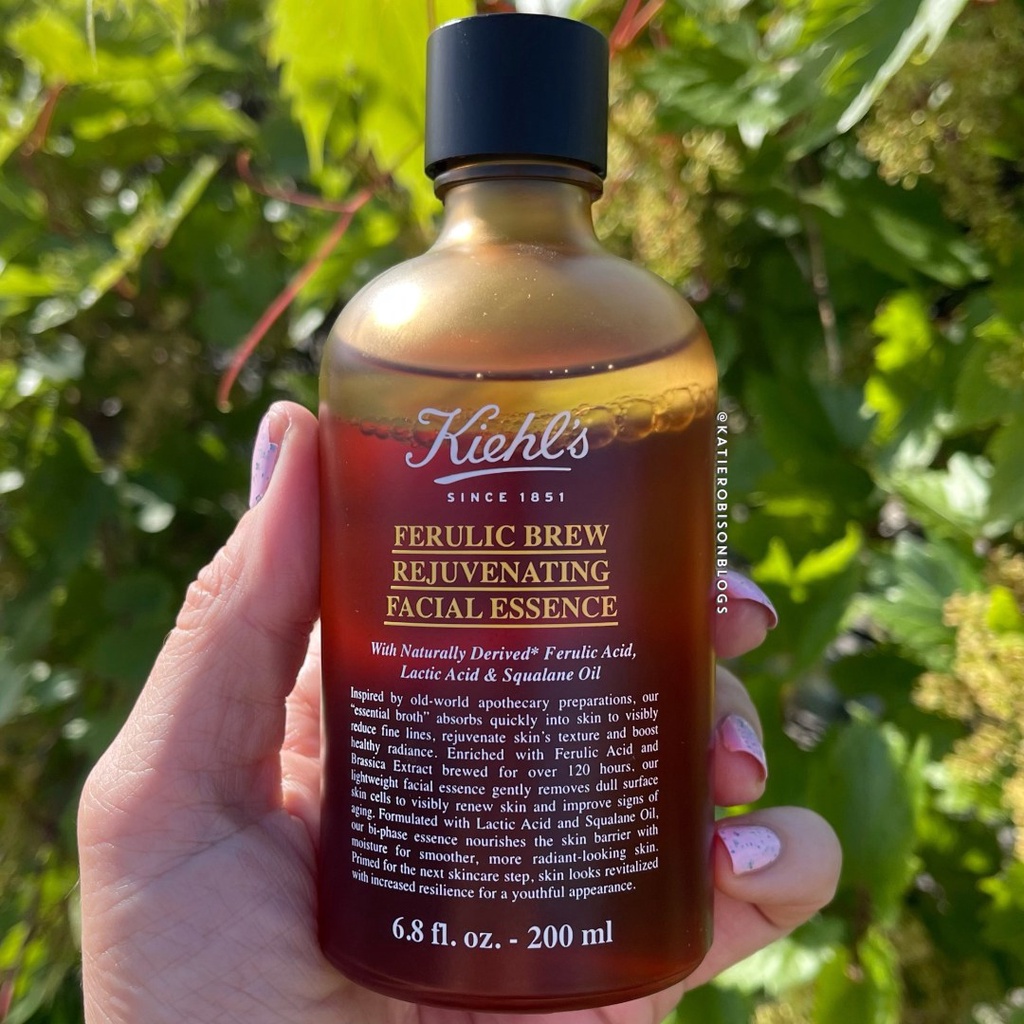 Kiehl's
SINCE 1851
FERULIC BREW
REJUVENATING
FACIAL ESSENCE
With Naturally Derived* Ferulic Acid,
Lactic Acid & Squalane Oil
Inspired by old-world apothecary preparations, our
"essential broth" absorbs quickly into skin to visibly
reduce fine lines, rejuvenate skin's texture and boost
healthy radiance. Enriched with Ferulic Acid and
Brassica Extract brewed for over 120 hours, our
lightweight facial essence gently removes dull surface
skin cells to visibly renew skin and improve signs of
aging. Formulated with Lactic Acid and Squalane Oil,
our bi-phase essence nourishes the skin barrier with
moisture for smoother, more radiant-looking skin.
Primed for the next skincare step, skin looks revitalized
with increased resilience for a youthful appearance.
6.8 fl. oz. - 200 ml
@KATIEROBISONBLOGS